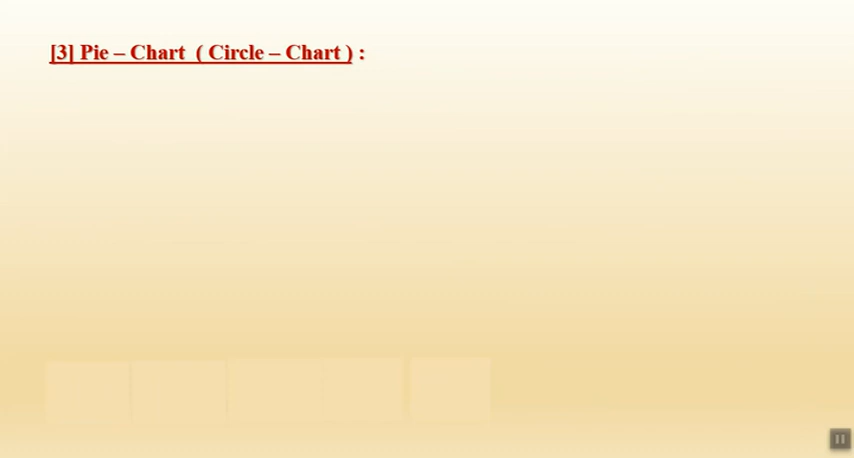 [3] Pie – Chart ( Circle – Chart ) :